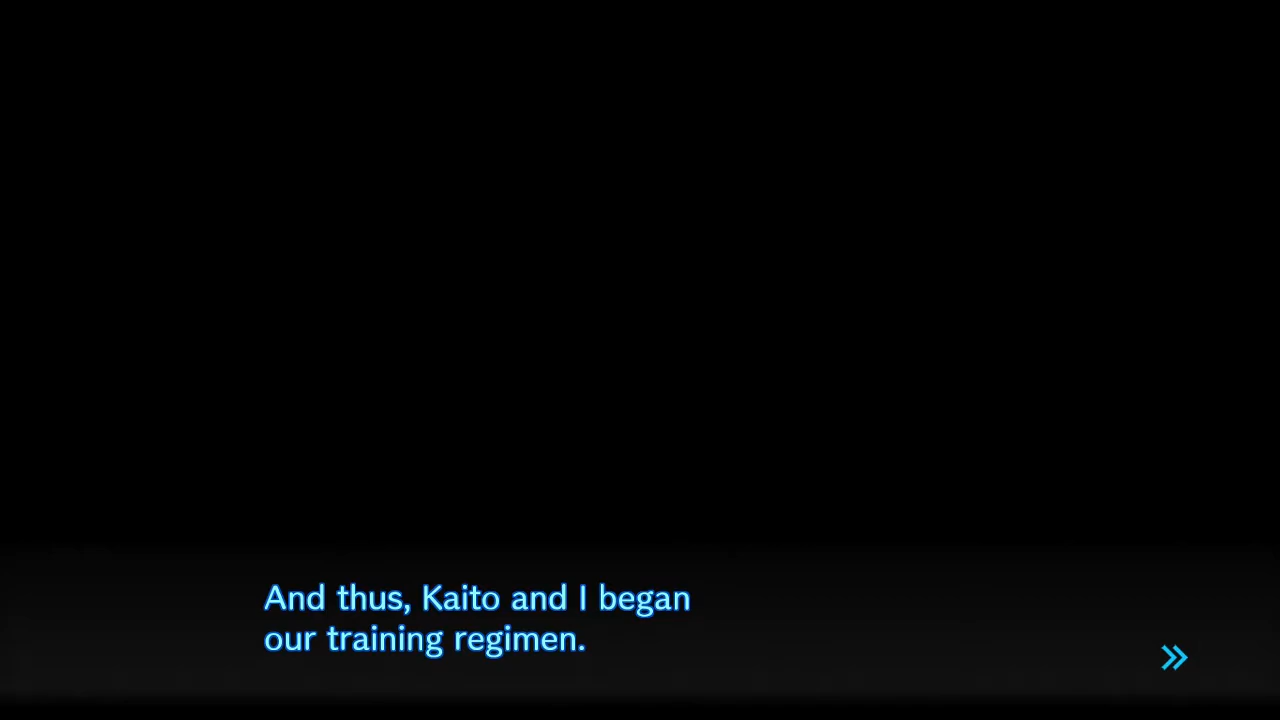 And thus, Kaito and I began
our training regimen.